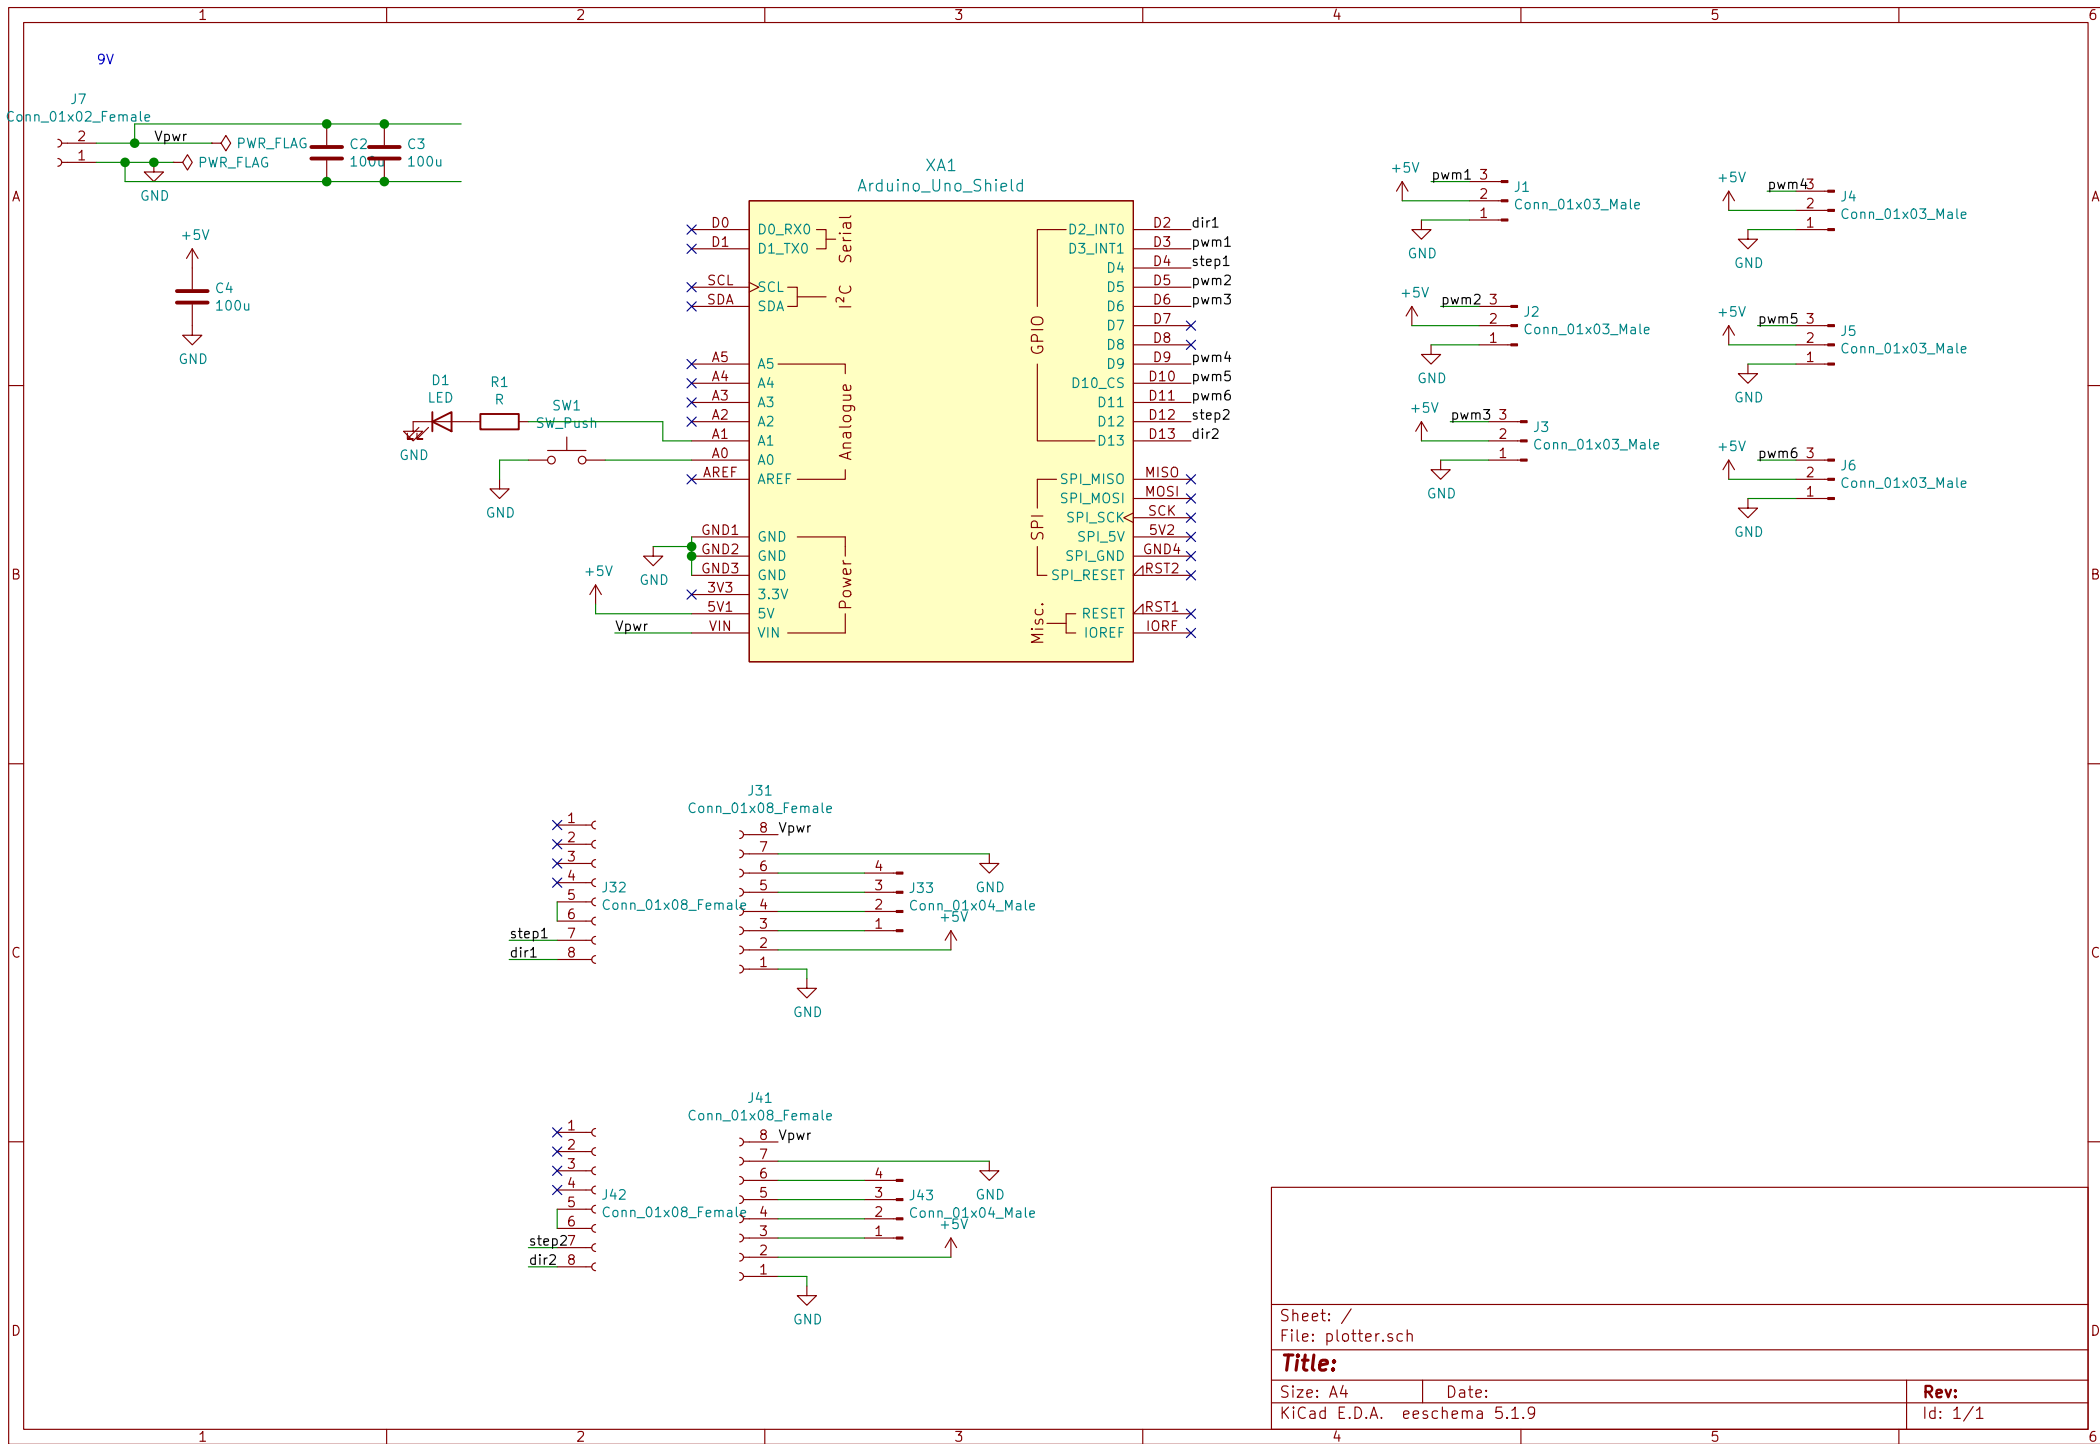 1 2 3 4 5 6
9V
J7
Conn_01x02_Female
2 Vpwr PWR_FLAG
1 PWR_FLAG
GND
C2
100u
C3
100u
+5V
C4
100u
GND
XA1
Arduino_Uno_Shield
D0 D0_RX0 D2_INT0 D2 dir1
D1 D1_TX0 D3_INT1 D3 pwm1
Serial
D4 D4 step1
SCL SCL D5 D5 pwm2
SDA SDA D6 D6 pwm3
I²C
D7 D7
D8 D8
GPIO
A5 A5 D9 D9 pwm4
A4 A4 D10_CS D10 pwm5
A3 A3 D11 D11 pwm6
A2 A2 D12 D12 step2
A1 A1 D13 D13 dir2
A0 A0
Analogue
AREF AREF SPI_MISO MISO
SPI_MOSI MOSI
SPI_SCK SCK
SPI
GND1 GND SPI_5V 5V2
GND2 GND SPI_GND GND4
GND3 GND SPI_RESET RST2
3V3 3.3V
5V1 5V RESET RST1
Vpwr VIN VIN IOREF IORF
Power
Misc.
+5V
GND
D1
LED
R1
R
SW1
SW_Push
GND
GND
+5V
pwm1 3
2
1
J1
Conn_01x03_Male
GND
+5V
pwm2 3
2
1
J2
Conn_01x03_Male
GND
+5V
pwm3 3
2
1
J3
Conn_01x03_Male
GND
+5V
pwm4 3
2
1
J4
Conn_01x03_Male
GND
+5V
pwm5 3
2
1
J5
Conn_01x03_Male
GND
+5V
pwm6 3
2
1
J6
Conn_01x03_Male
GND
A A
B B
C C
D D
1
2
3
4
5
6
step1 7
dir1 8
J32
Conn_01x08_Female
J31
Conn_01x08_Female
8 Vpwr
7
6 4
5 3
4 2
3 1
2
1
J33
Conn_01x04_Male
GND
+5V
GND
1
2
3
4
5
6
step2 7
dir2 8
J42
Conn_01x08_Female
J41
Conn_01x08_Female
8 Vpwr
7
6 4
5 3
4 2
3 1
2
1
J43
Conn_01x04_Male
GND
+5V
GND
Sheet: /
File: plotter.sch
Title:
Size: A4 Date: Rev:
KiCad E.D.A. eeschema 5.1.9 Id: 1/1
1 2 3 4 5 6